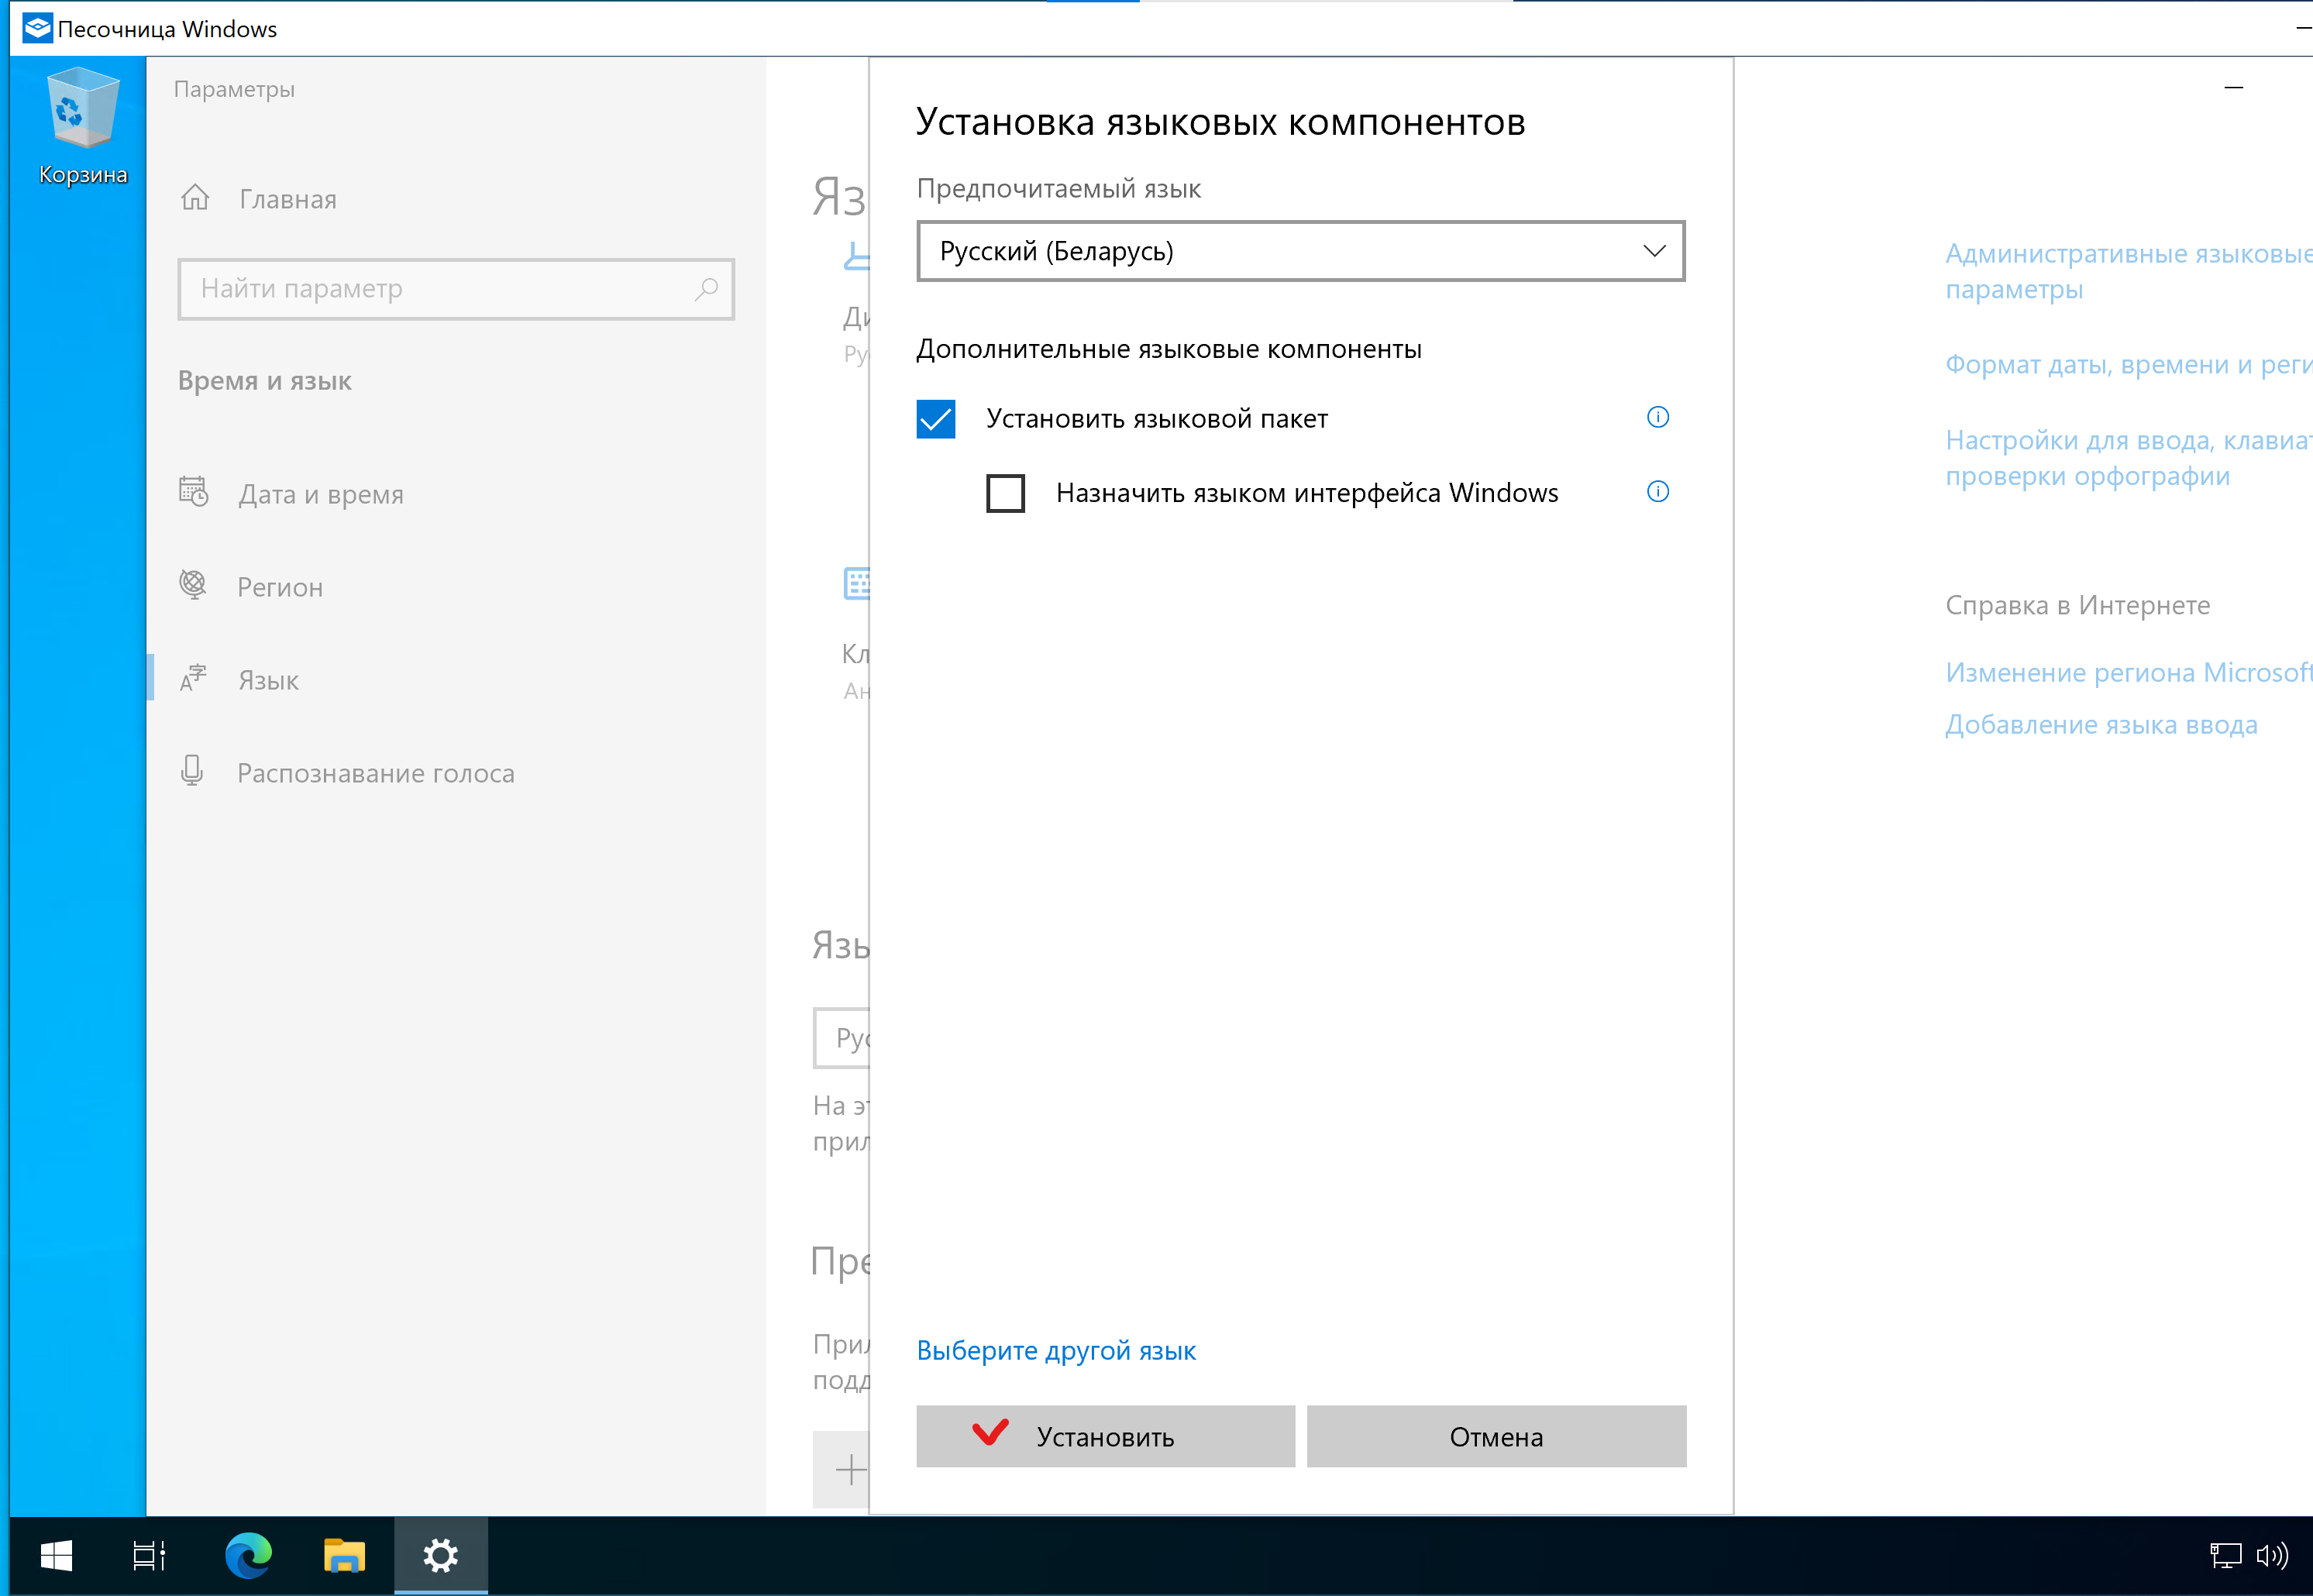 Песочница Windows
Корзина
Параметры
Главная
Найти параметр
Время и язык
Дата и время
Регион
Язык
Распознавание голоса
Яз
Ди
Ру
Кл
Ан
Язы
Рус
На эт
прил
Пре
Прил
подд
Установка языковых компонентов
Предпочитаемый язык
Русский (Беларусь)
Дополнительные языковые компоненты
Установить языковой пакет
Назначить языком интерфейса Windows
Выберите другой язык
Установить
Отмена
Административные языковые
параметры
Формат даты, времени и реги
Настройки для ввода, клавиат
проверки орфографии
Справка в Интернете
Изменение региона Microsoft
Добавление языка ввода